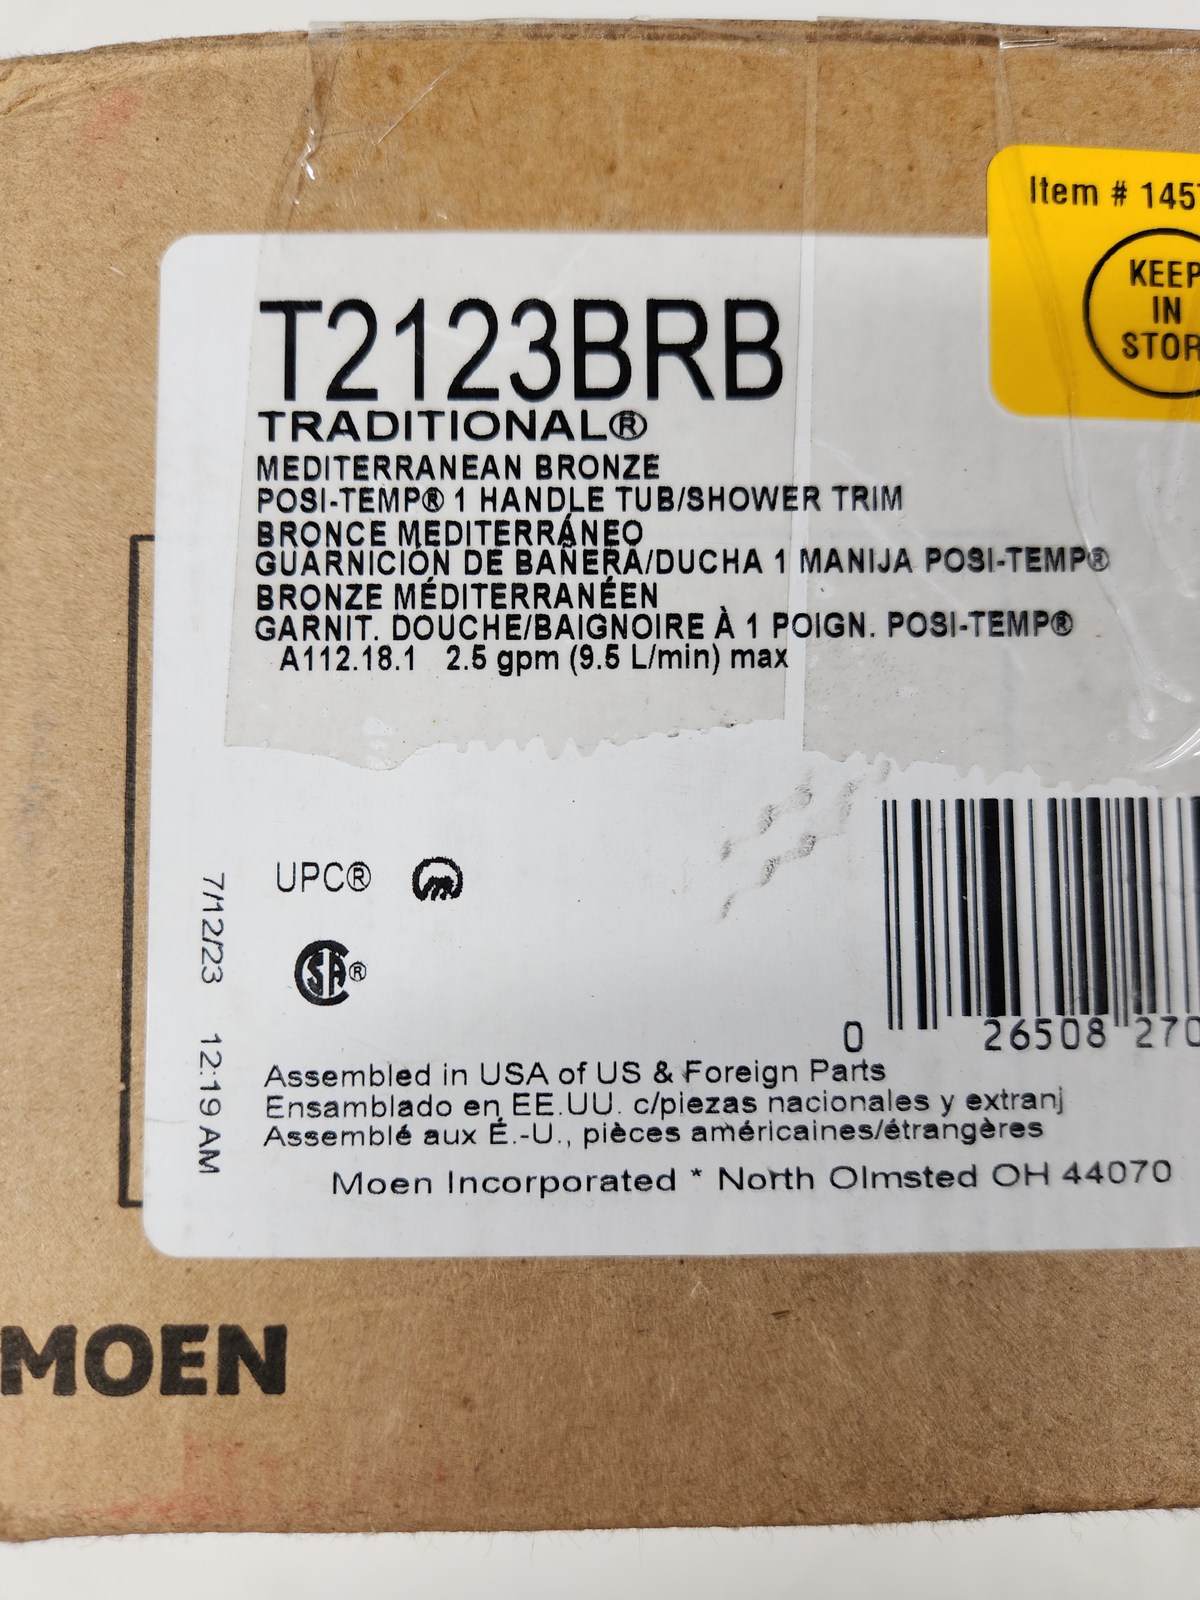 Item # 145
KEEP
IN
STOR
T2123BRB
TRADITIONAL®
MEDITERRANEAN BRONZE
POSI-TEMP® 1 HANDLE TUB/SHOWER TRIM
BRONCE MEDITERRÁNEO
GUARNICIÓN DE BAÑERA/DUCHA 1 MANIJA POSI-TEMP®
BRONZE MÉDITERRANÉEN
GARNIT. DOUCHE/BAIGNOIRE À 1 POIGN. POSI-TEMP®
A112.18.1 2.5 gpm (9.5 L/min) max
UPC®
CSA®
7/12/23 12:19 AM
0 26508 270
Assembled in USA of US & Foreign Parts
Ensamblado en EE.UU. c/piezas nacionales y extranj
Assemblé aux É.-U., pièces américaines/étrangères
Moen Incorporated * North Olmsted OH 44070
MOEN